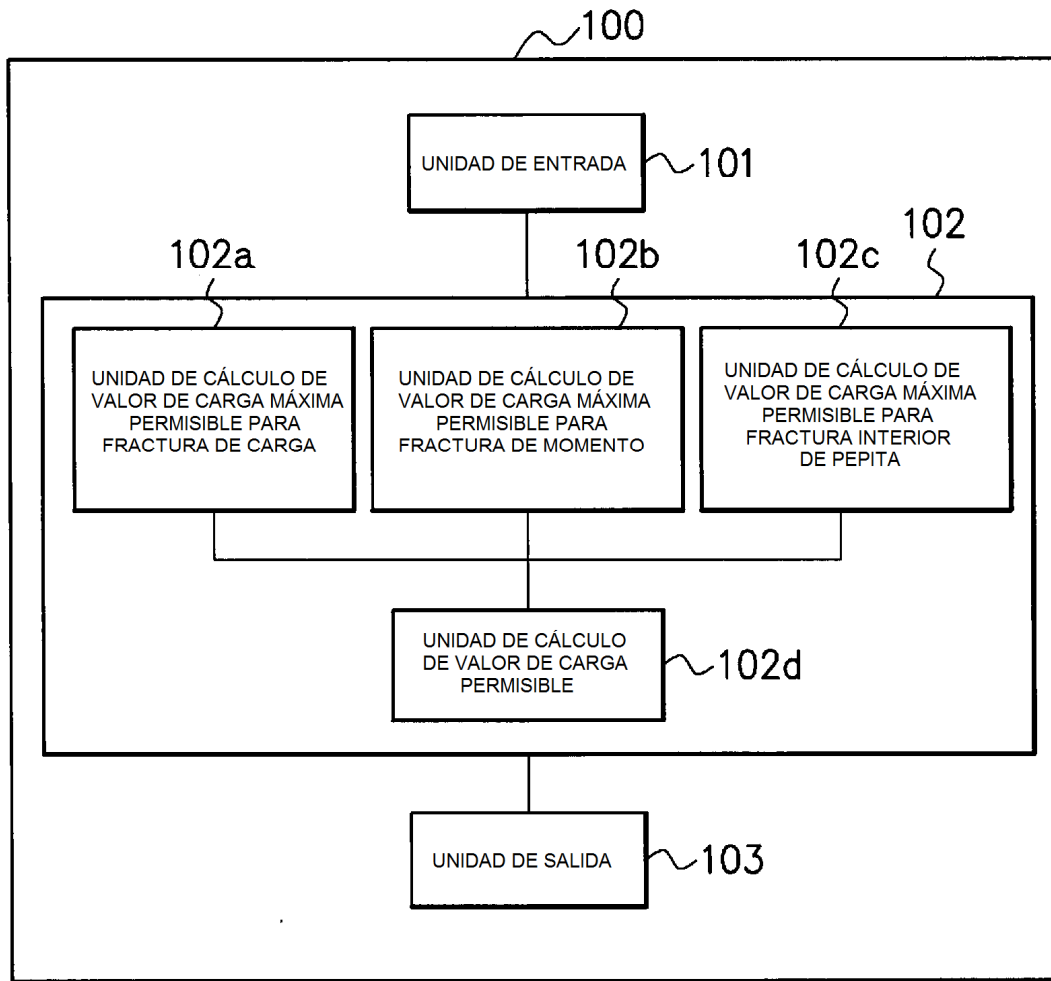 100
UNIDAD DE ENTRADA
101
102
102a
102b
102c
UNIDAD DE CÁLCULO DE
VALOR DE CARGA MÁXIMA
PERMISIBLE PARA
FRACTURA DE CARGA
UNIDAD DE CÁLCULO DE
VALOR DE CARGA MÁXIMA
PERMISIBLE PARA
FRACTURA DE MOMENTO
UNIDAD DE CÁLCULO DE
VALOR DE CARGA MÁXIMA
PERMISIBLE PARA
FRACTURA INTERIOR
DE PEPITA
UNIDAD DE CÁLCULO
DE VALOR DE CARGA
PERMISIBLE
102d
UNIDAD DE SALIDA
103